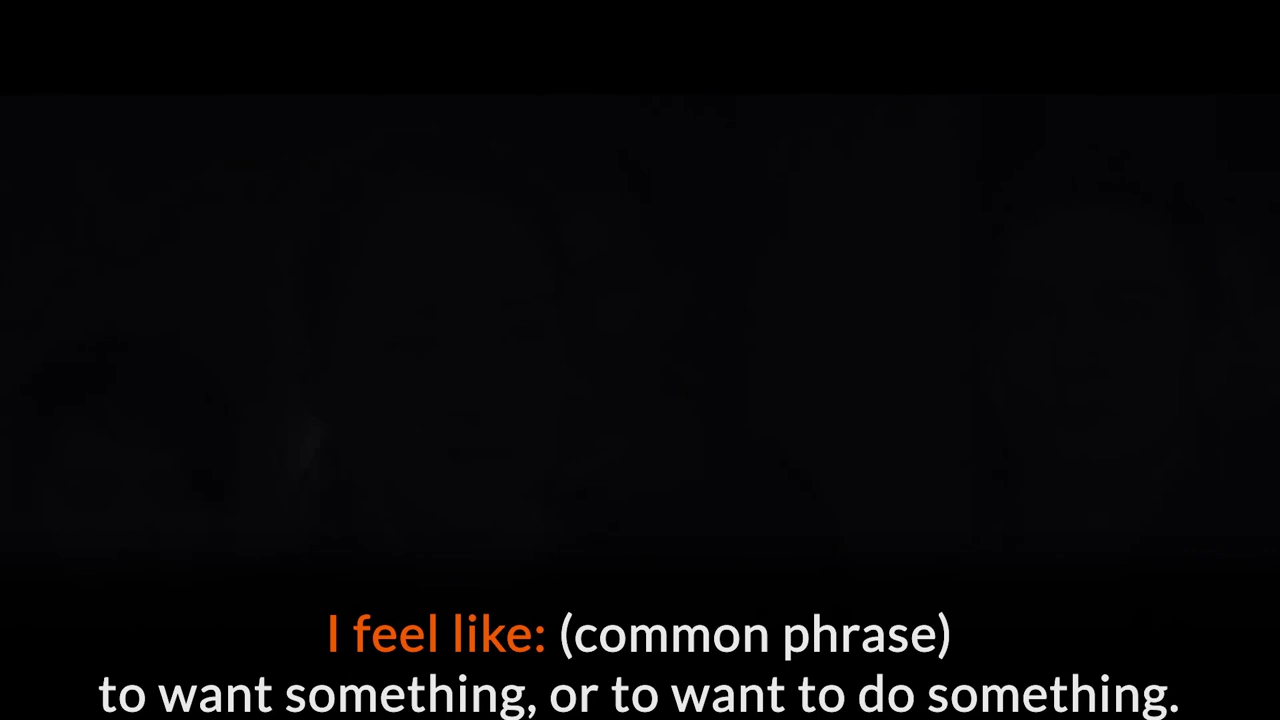 I feel like: (common phrase)
to want something, or to want to do something.